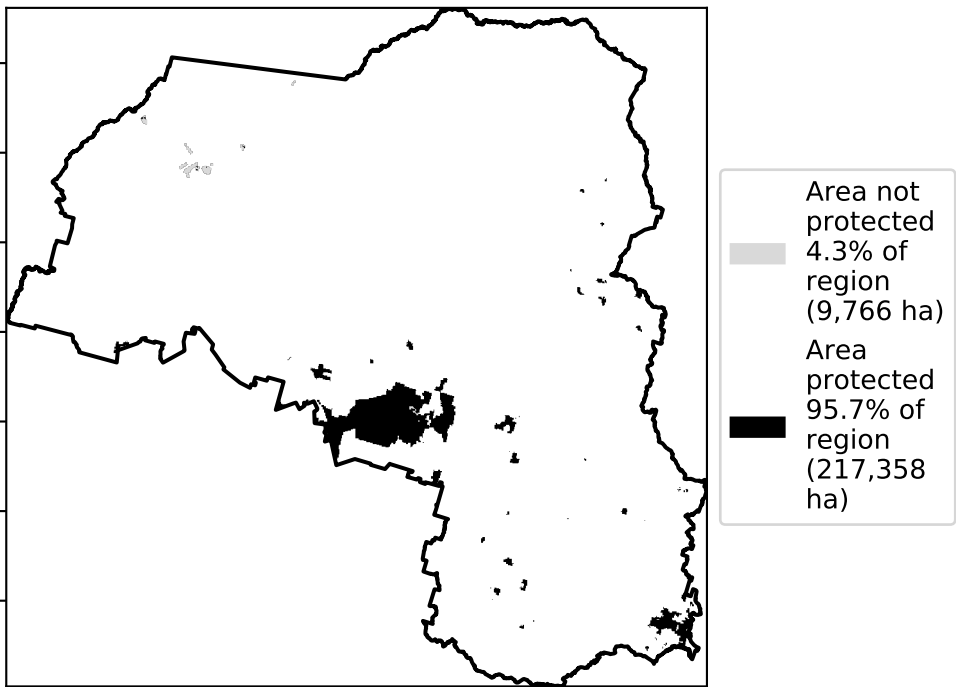 Area not
protected
4.3% of
region
(9,766 ha)
Area
protected
95.7% of
region
(217,358
ha)